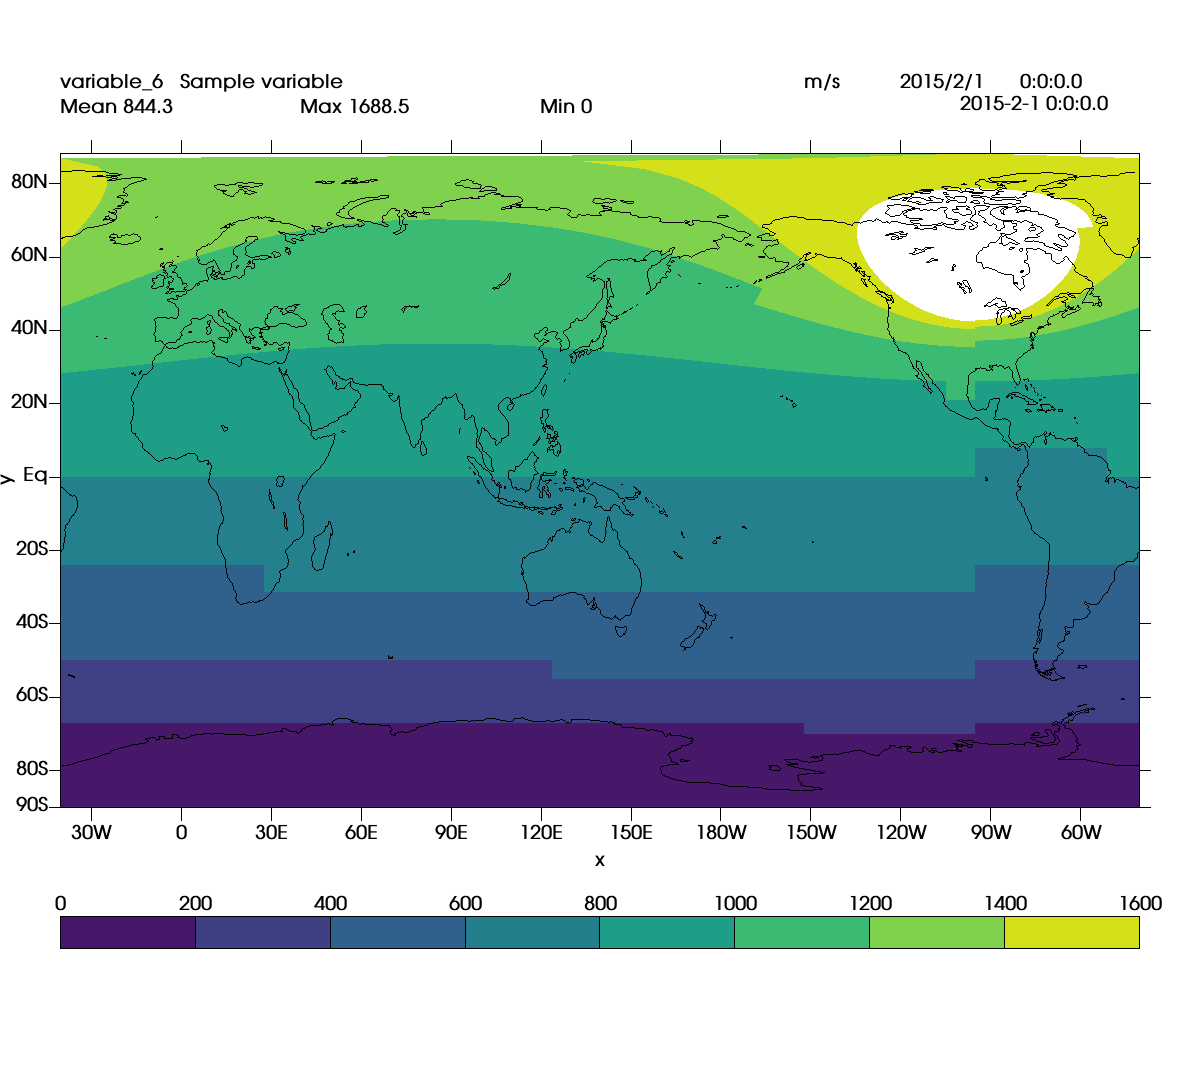 variable_6 Sample variable m/s 2015/2/1 0:0:0.0
Mean 844.3 Max 1688.5 Min 0 2015-2-1 0:0:0.0
80N
60N
40N
20N
Eq
20S
40S
60S
80S
90S
y
30W 0 30E 60E 90E 120E 150E 180W 150W 120W 90W 60W
x
0 200 400 600 800 1000 1200 1400 1600